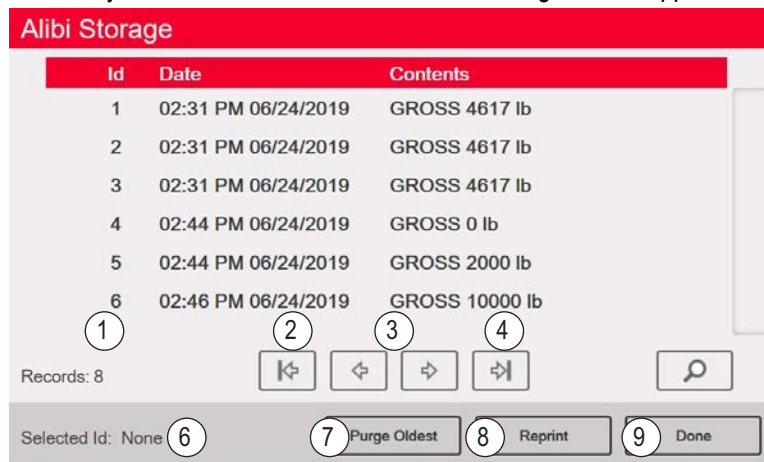 Alibi Storage
Id Date Contents
1 02:31 PM 06/24/2019 GROSS 4617 lb
2 02:31 PM 06/24/2019 GROSS 4617 lb
3 02:31 PM 06/24/2019 GROSS 4617 lb
4 02:44 PM 06/24/2019 GROSS 0 lb
5 02:44 PM 06/24/2019 GROSS 2000 lb
6 02:46 PM 06/24/2019 GROSS 10000 lb
1 2 3 4
Records: 8
Selected Id: None 6 7 Purge Oldest 8 Reprint 9 Done